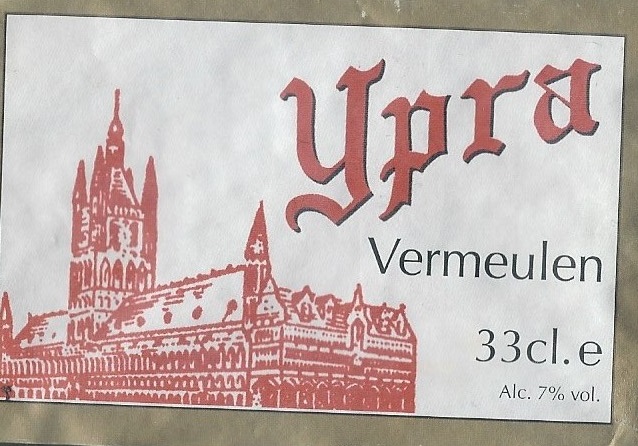 Ypra
Vermeulen
33cl.e
Alc. 7% vol.